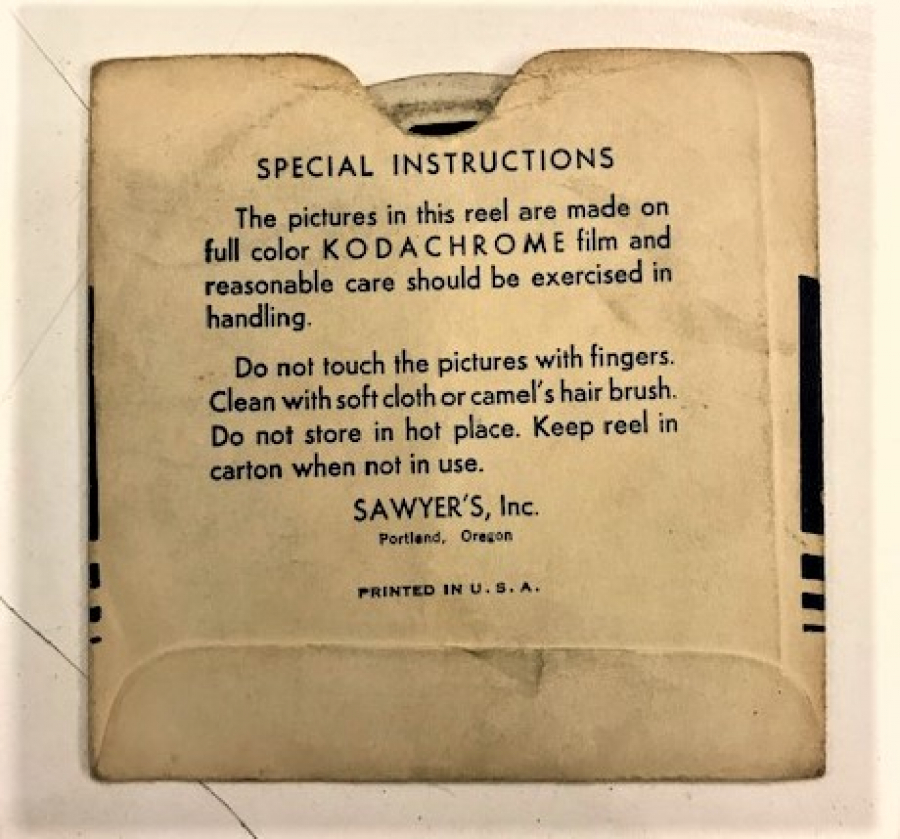 SPECIAL INSTRUCTIONS
The pictures in this reel are made on
full color KODACHROME film and
reasonable care should be exercised in
handling.
Do not touch the pictures with fingers.
Clean with soft cloth or camel's hair brush.
Do not store in hot place. Keep reel in
carton when not in use.
SAWYER'S, Inc.
Portland, Oregon
PRINTED IN U.S.A.